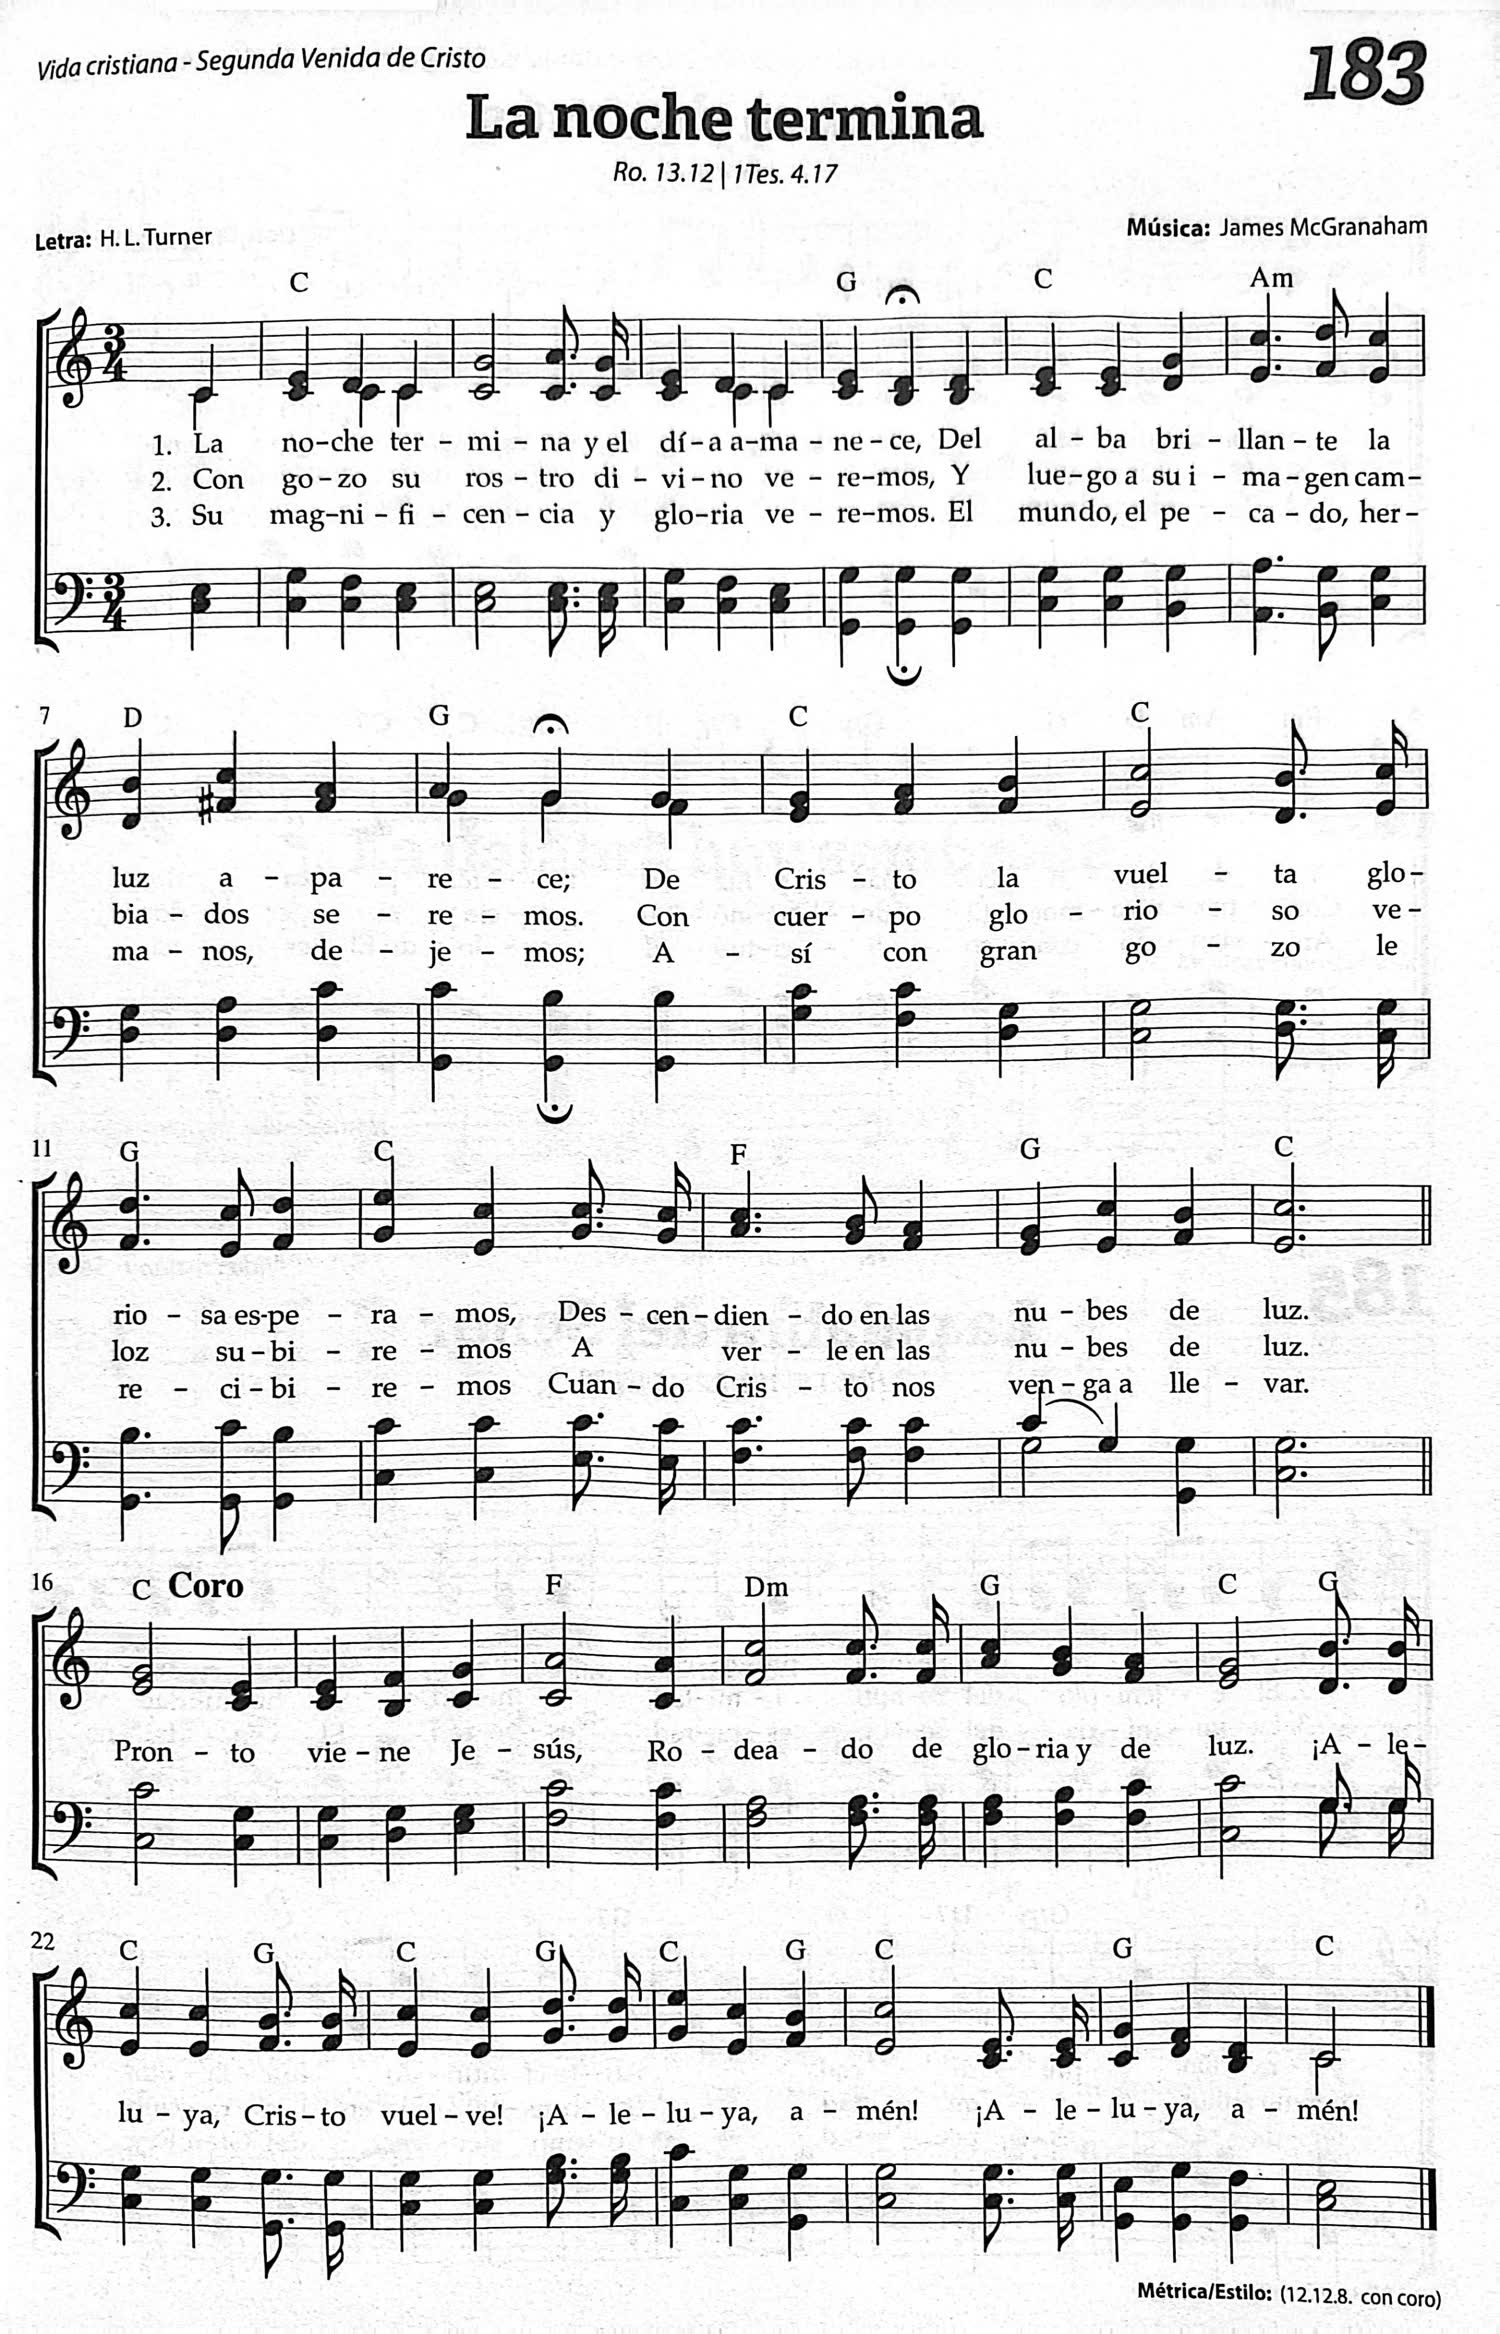 Vida cristiana - Segunda Venida de Cristo
183
La noche termina
Ro. 13.12 | 1Tes. 4.17
Letra: H. L. Turner
Música: James McGranaham
C G C Am
3/4
1. La no-che ter - mi - na y el dí-a a-ma - ne-ce, Del al - ba bri - llan - te la
2. Con go-zo su ros - tro di - vi-no ve - re-mos, Y lue-go a su i - ma-gen cam-
3. Su mag-ni - fi - cen - cia y glo-ria ve - re-mos. El mundo, el pe - ca - do, her-
3/4
7 D G C C
luz a - pa - re - ce; De Cris - to la vuel - ta glo-
bia - dos se - re - mos. Con cuer - po glo - rio - so ve-
ma - nos, de - je - mos; A - sí con gran go - zo le
11 G C F G C
rio - sa es-pe - ra - mos, Des - cen-dien - do en las nu - bes de luz.
loz su-bi - re - mos A ver - le en las nu - bes de luz.
re - ci-bi - re - mos Cuan - do Cris - to nos ven-ga a lle - var.
16 C Coro F Dm G C G
Pron - to vie - ne Je - sús, Ro - dea - do de glo-ria y de luz. ¡A - le-
22 C G C G C G C G C
lu - ya, Cris-to vuel-ve! ¡A - le-lu-ya, a - mén! ¡A - le-lu-ya, a - mén!
Métrica/Estilo: (12.12.8. con coro)